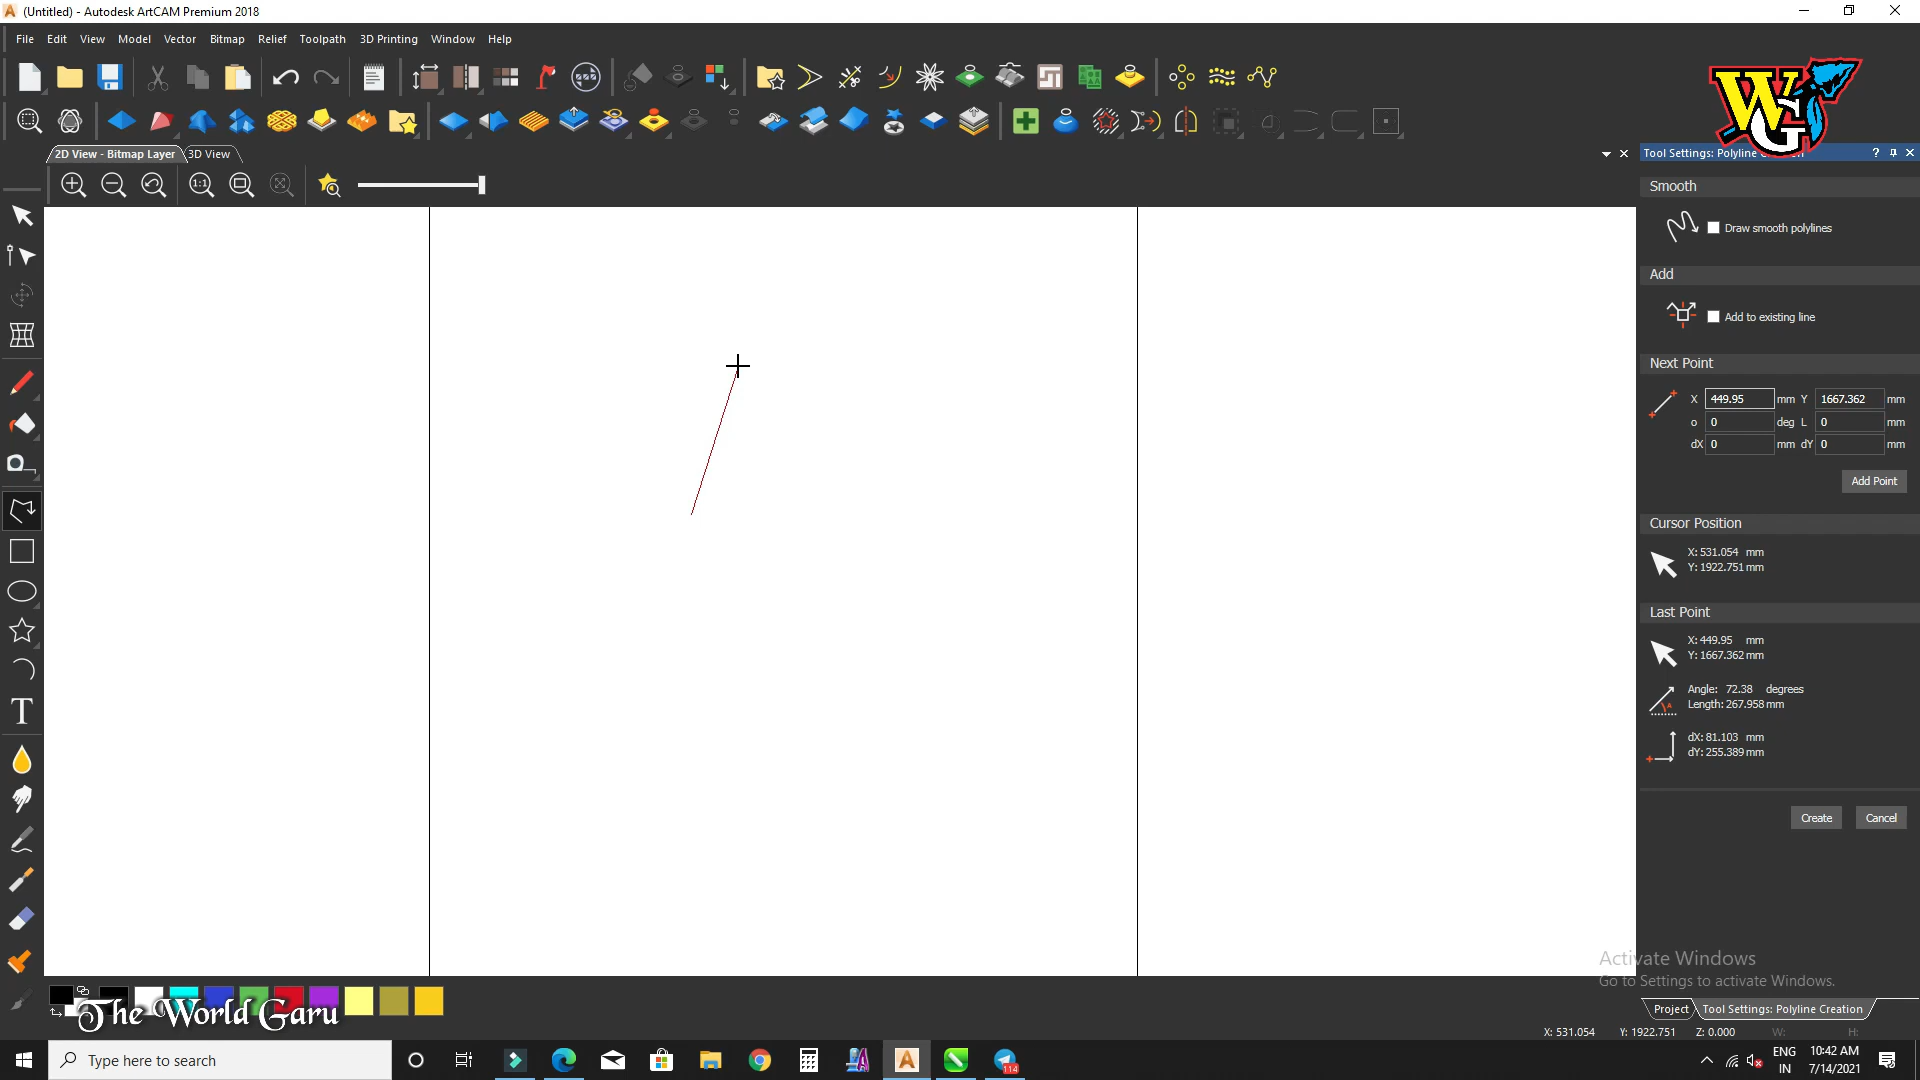 (Untitled) - Autodesk ArtCAM Premium 2018
File Edit View Model Vector Bitmap Relief Toolpath 3D Printing Window Help
WSG
2D View - Bitmap Layer 3D View
Tool Settings: Polyline Creation
1:1
Smooth
Draw smooth polylines
Add
Add to existing line
Next Point
X 449.95 mm Y 1667.362 mm
o 0 deg L 0 mm
dX 0 mm dY 0 mm
Add Point
Cursor Position
X: 531.054 mm
Y: 1922.751 mm
Last Point
X: 449.95 mm
Y: 1667.362 mm
Angle: 72.38 degrees
Length: 267.958 mm
dX: 81.103 mm
dY: 255.389 mm
Create Cancel
T
Activate Windows
Go to Settings to activate Windows.
The World Garu
Project Tool Settings: Polyline Creation
X: 531.054 Y: 1922.751 Z: 0.000 W: H:
Type here to search
114
ENG
IN
10:42 AM
7/14/2021